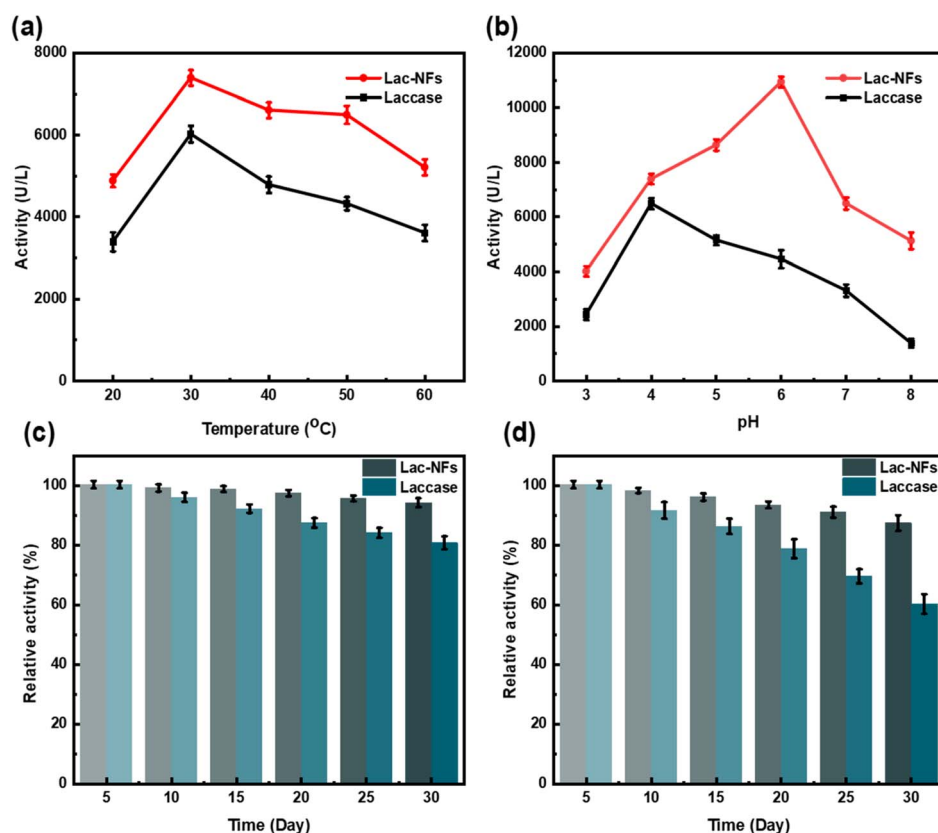 (a)
8000
6000
4000
2000
0
Activity (U/L)
Lac-NFs
Laccase
20 30 40 50 60
Temperature (°C)
(b)
12000
10000
8000
6000
4000
2000
0
Activity (U/L)
Lac-NFs
Laccase
3 4 5 6 7 8
pH
(c)
100
80
60
40
20
0
Relative activity (%)
Lac-NFs
Laccase
5 10 15 20 25 30
Time (Day)
(d)
100
80
60
40
20
0
Relative activity (%)
Lac-NFs
Laccase
5 10 15 20 25 30
Time (Day)